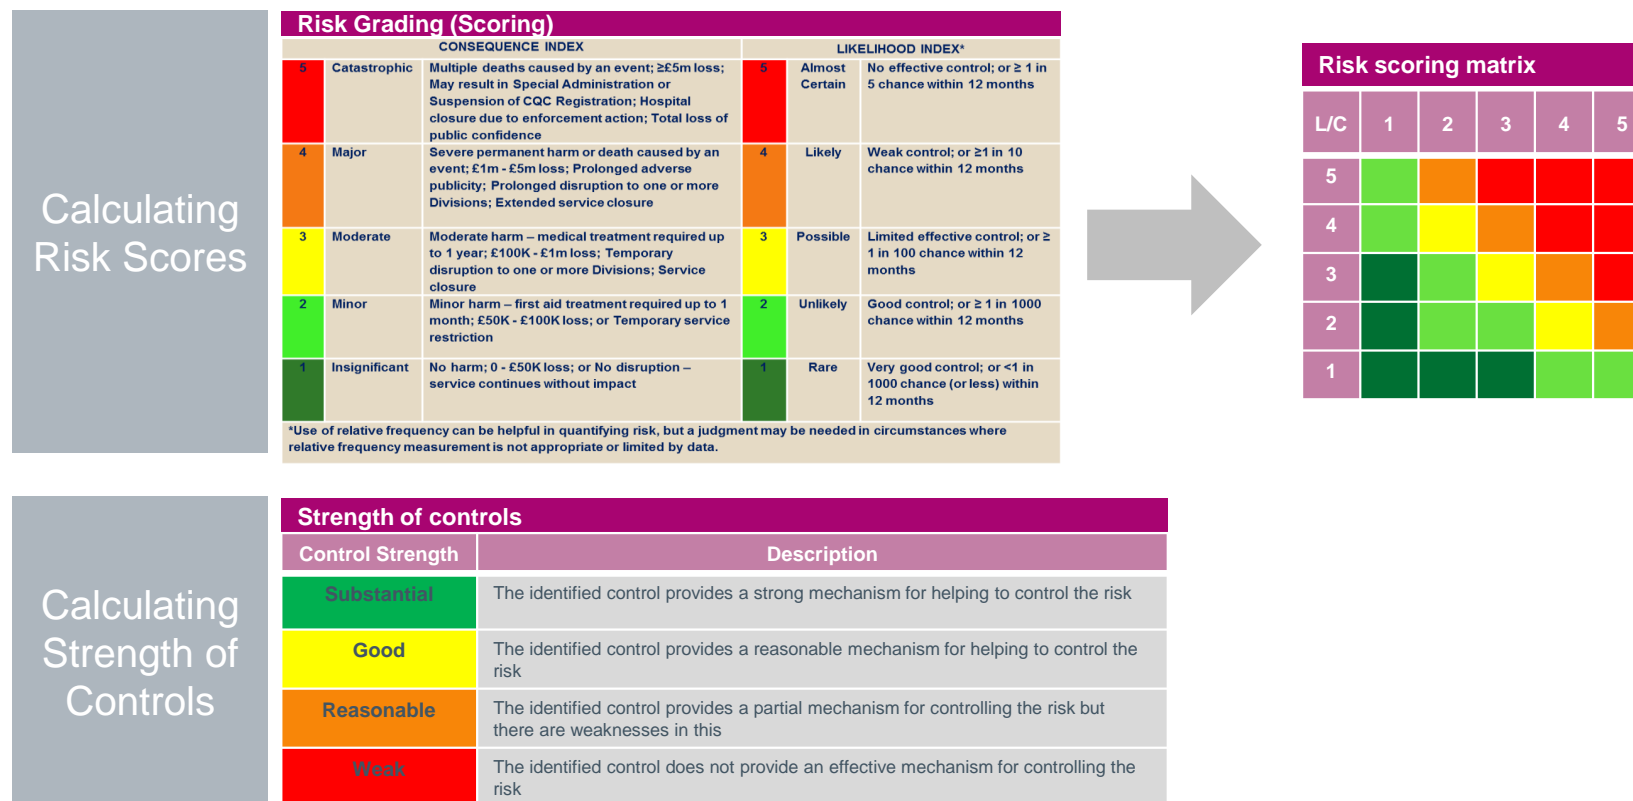 Calculating
Risk Scores
Risk Grading (Scoring)
CONSEQUENCE INDEX
LIKELIHOOD INDEX*
5
Catastrophic
Multiple deaths caused by an event; ≥£5m loss;
May result in Special Administration or
Suspension of CQC Registration; Hospital
closure due to enforcement action; Total loss of
public confidence
5
Almost
Certain
No effective control; or ≥ 1 in
5 chance within 12 months
4
Major
Severe permanent harm or death caused by an
event; £1m - £5m loss; Prolonged adverse
publicity; Prolonged disruption to one or more
Divisions; Extended service closure
4
Likely
Weak control; or ≥1 in 10
chance within 12 months
3
Moderate
Moderate harm – medical treatment required up
to 1 year; £100K - £1m loss; Temporary
disruption to one or more Divisions; Service
closure
3
Possible
Limited effective control; or ≥
1 in 100 chance within 12
months
2
Minor
Minor harm – first aid treatment required up to 1
month; £50K - £100K loss; or Temporary service
restriction
2
Unlikely
Good control; or ≥ 1 in 1000
chance within 12 months
1
Insignificant
No harm; 0 - £50K loss; or No disruption –
service continues without impact
1
Rare
Very good control; or <1 in
1000 chance (or less) within
12 months
*Use of relative frequency can be helpful in quantifying risk, but a judgment may be needed in circumstances where
relative frequency measurement is not appropriate or limited by data.
Risk scoring matrix
L/C 1 2 3 4 5
5
4
3
2
1
Calculating
Strength of
Controls
Strength of controls
Control Strength
Description
Substantial
The identified control provides a strong mechanism for helping to control the risk
Good
The identified control provides a reasonable mechanism for helping to control the
risk
Reasonable
The identified control provides a partial mechanism for controlling the risk but
there are weaknesses in this
Weak
The identified control does not provide an effective mechanism for controlling the
risk